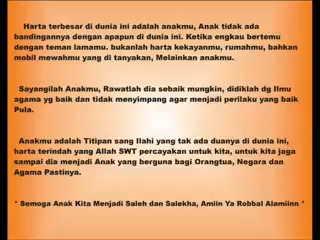 Harta terbesar di dunia ini adalah anakmu, Anak tidak ada
bandingannya dengan apapun di dunia ini. Ketika engkau bertemu
dengan teman lamamu. bukanlah harta kekayanmu, rumahmu, bahkan
mobil mewahmu yang di tanyakan, Melainkan anakmu.
Sayangilah Anakmu, Rawatlah dia sebaik mungkin, didiklah dg Ilmu
agama yg baik dan tidak menyimpang agar menjadi perilaku yang baik
Pula.
Anakmu adalah Titipan sang Ilahi yang tak ada duanya di dunia ini,
harta terindah yang Allah SWT percayakan untuk kita, untuk kita jaga
sampai dia menjadi Anak yang berguna bagi Orangtua, Negara dan
Agama Pastinya.
* Semoga Anak Kita Menjadi Saleh dan Salekha, Amiin Ya Robbal Alamiinn *